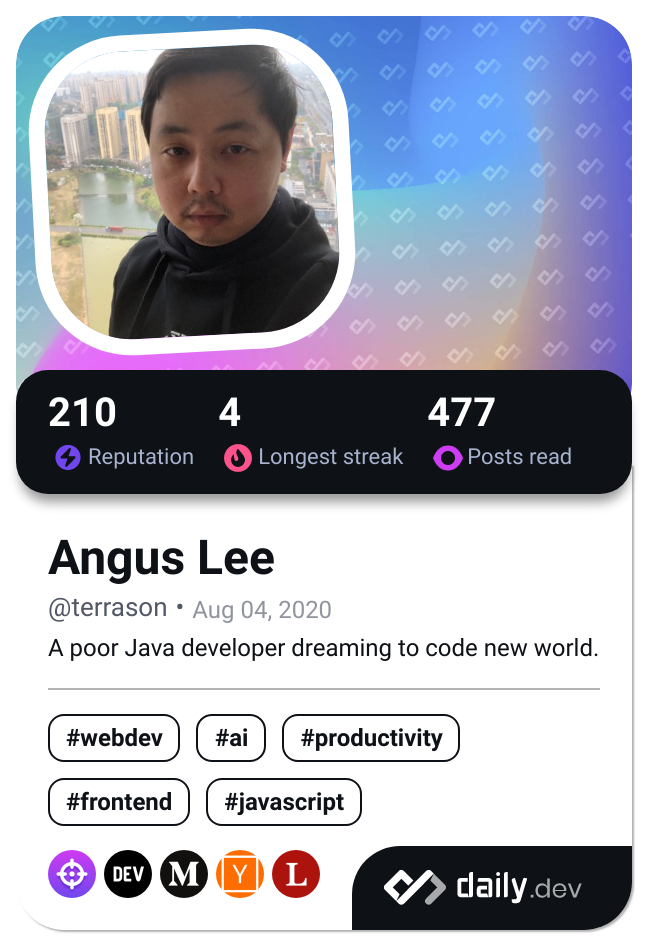 210 4 477
Reputation Longest streak Posts read
Angus Lee
@terrason • Aug 04, 2020
A poor Java developer dreaming to code new world.
#webdev #ai #productivity
#frontend #javascript
DEV M Y L
daily.dev